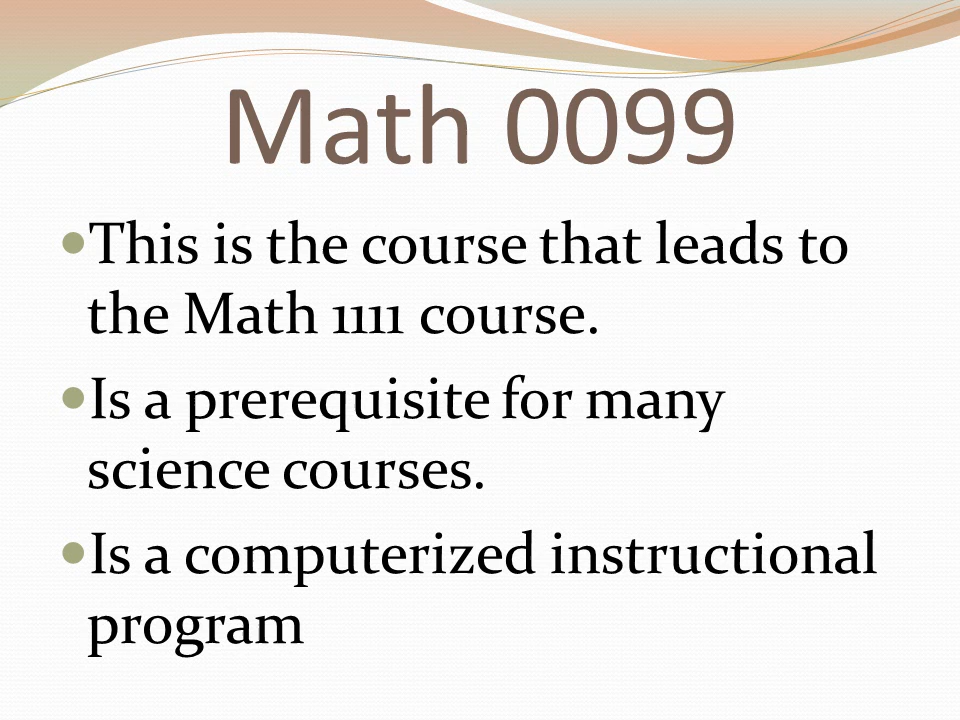 Math 0099
This is the course that leads to
the Math 1111 course.
Is a prerequisite for many
science courses.
Is a computerized instructional
program